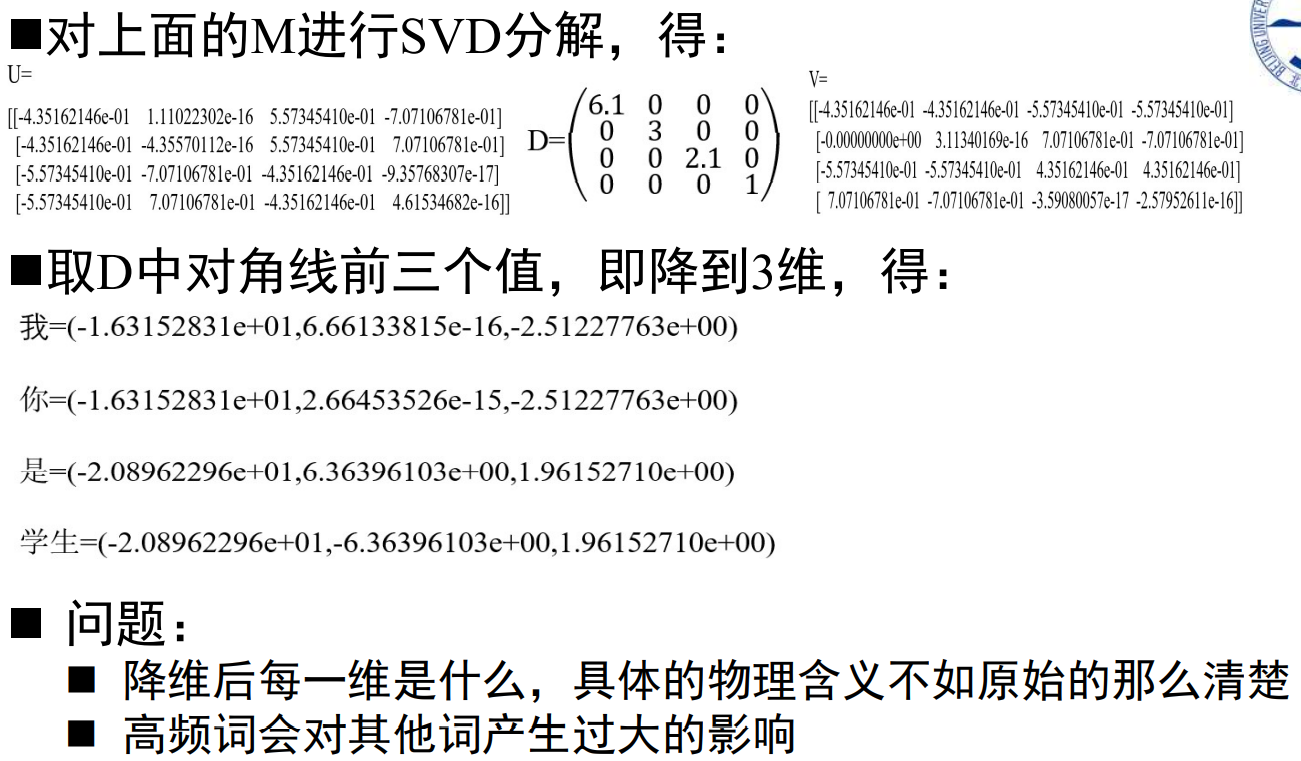 ■对上面的M进行SVD分解，得：
U=
[[-4.35162146e-01 1.11022302e-16 5.57345410e-01 -7.07106781e-01]
[-4.35162146e-01 -4.35570112e-16 5.57345410e-01 7.07106781e-01]
[-5.57345410e-01 -7.07106781e-01 -4.35162146e-01 -9.35768307e-17]
[-5.57345410e-01 7.07106781e-01 -4.35162146e-01 4.61534682e-16]]
D=
6.1 0 0 0
0 3 0 0
0 0 2.1 0
0 0 0 1
V=
[[-4.35162146e-01 -4.35162146e-01 -5.57345410e-01 -5.57345410e-01]
[-0.00000000e+00 3.11340169e-16 7.07106781e-01 -7.07106781e-01]
[-5.57345410e-01 -5.57345410e-01 4.35162146e-01 4.35162146e-01]
[ 7.07106781e-01 -7.07106781e-01 -3.59080057e-17 -2.57952611e-16]]
■取D中对角线前三个值，即降到3维，得：
我=(-1.63152831e+01,6.66133815e-16,-2.51227763e+00)
你=(-1.63152831e+01,2.66453526e-15,-2.51227763e+00)
是=(-2.08962296e+01,6.36396103e+00,1.96152710e+00)
学生=(-2.08962296e+01,-6.36396103e+00,1.96152710e+00)
■ 问题：
■ 降维后每一维是什么，具体的物理含义不如原始的那么清楚
■ 高频词会对其他词产生过大的影响